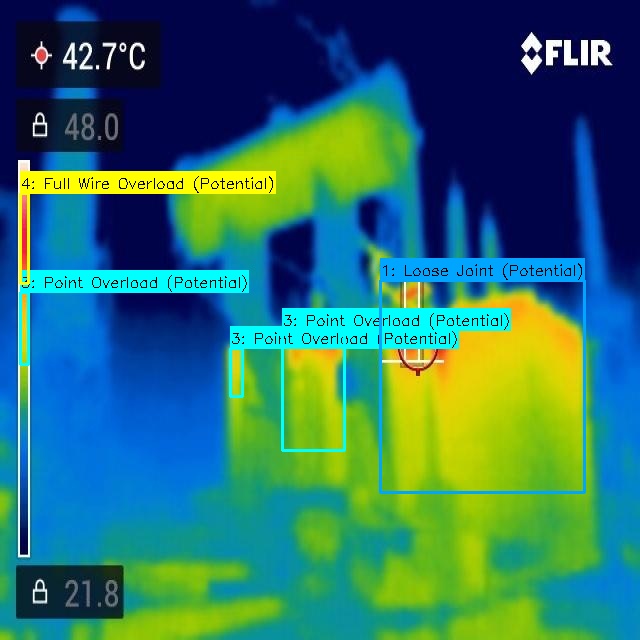 42.7°C
FLIR
48.0
4: Full Wire Overload (Potential)
1: Loose Joint (Potential)
3: Point Overload (Potential)
3: Point Overload (Potential)
3: Point Overload (Potential)
21.8